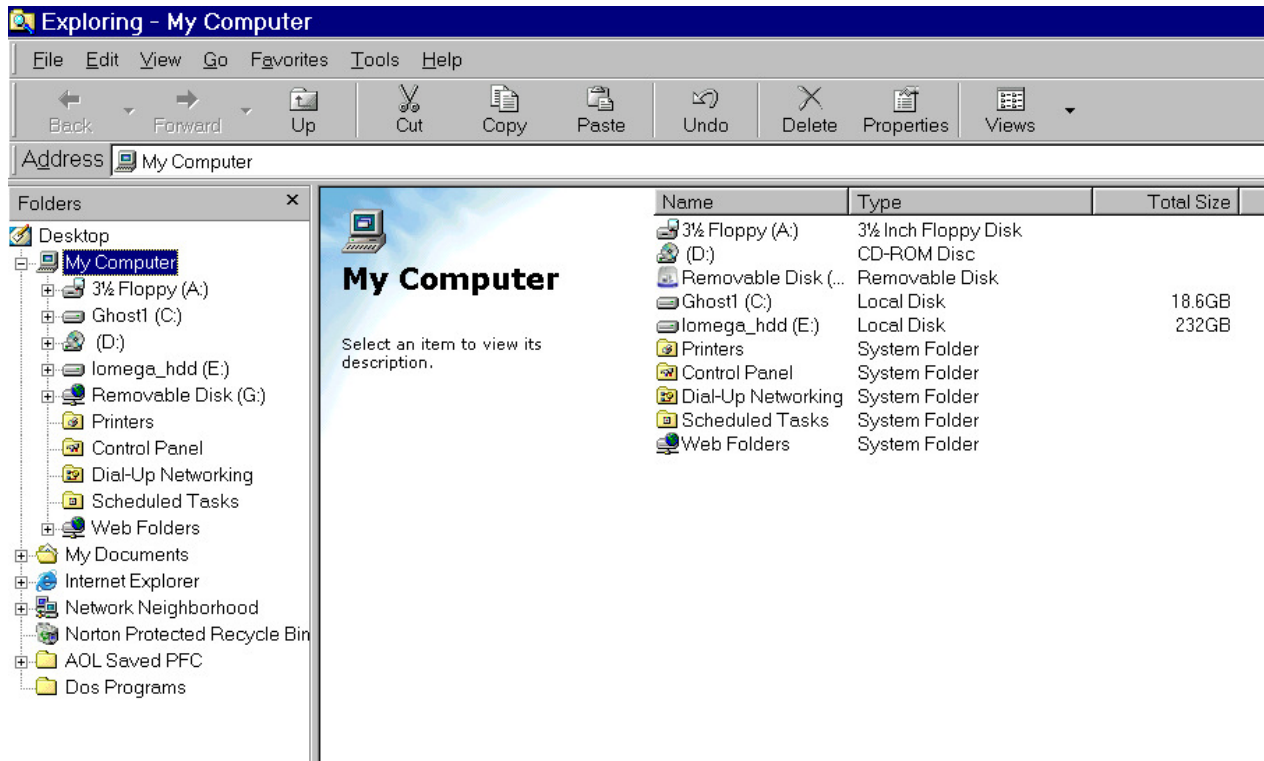 Exploring - My Computer
File Edit View Go Favorites Tools Help
Back Forward Up Cut Copy Paste Undo Delete Properties Views
Address My Computer
Folders ×
Desktop
My Computer
3½ Floppy (A:)
Ghost1 (C:)
(D:)
Iomega_hdd (E:)
Removable Disk (G:)
Printers
Control Panel
Dial-Up Networking
Scheduled Tasks
Web Folders
My Documents
Internet Explorer
Network Neighborhood
Norton Protected Recycle Bin
AOL Saved PFC
Dos Programs
My Computer
Select an item to view its
description.
Name Type Total Size
3½ Floppy (A:) 3½ Inch Floppy Disk
(D:) CD-ROM Disc
Removable Disk (... Removable Disk
Ghost1 (C:) Local Disk 18.6GB
Iomega_hdd (E:) Local Disk 232GB
Printers System Folder
Control Panel System Folder
Dial-Up Networking System Folder
Scheduled Tasks System Folder
Web Folders System Folder